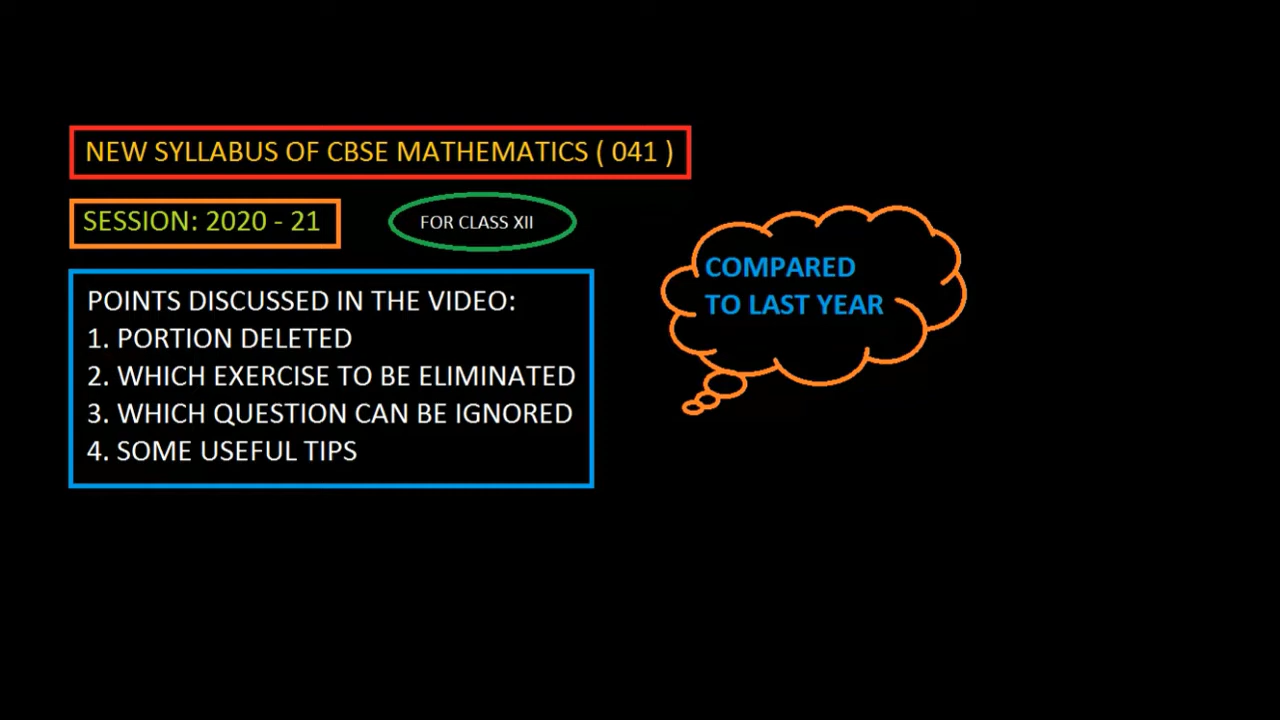 NEW SYLLABUS OF CBSE MATHEMATICS ( 041 )
SESSION: 2020 - 21
FOR CLASS XII
POINTS DISCUSSED IN THE VIDEO:
1. PORTION DELETED
2. WHICH EXERCISE TO BE ELIMINATED
3. WHICH QUESTION CAN BE IGNORED
4. SOME USEFUL TIPS
COMPARED
TO LAST YEAR